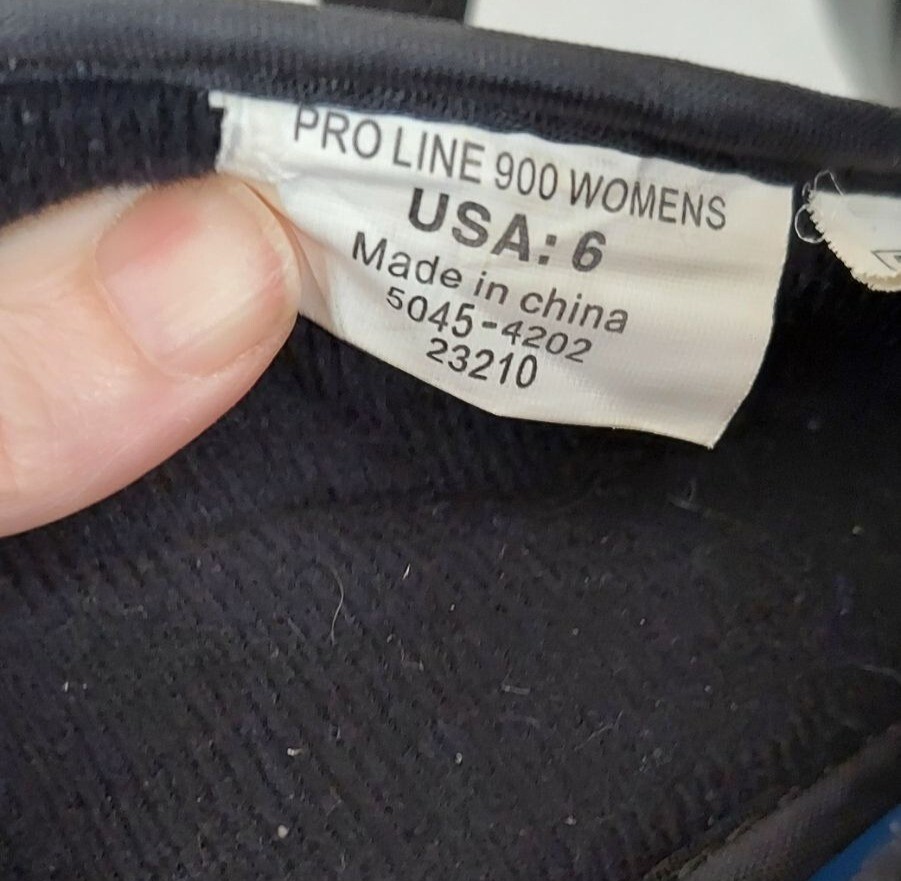 PRO LINE 900 WOMENS
USA: 6
Made in china
5045-4202
23210